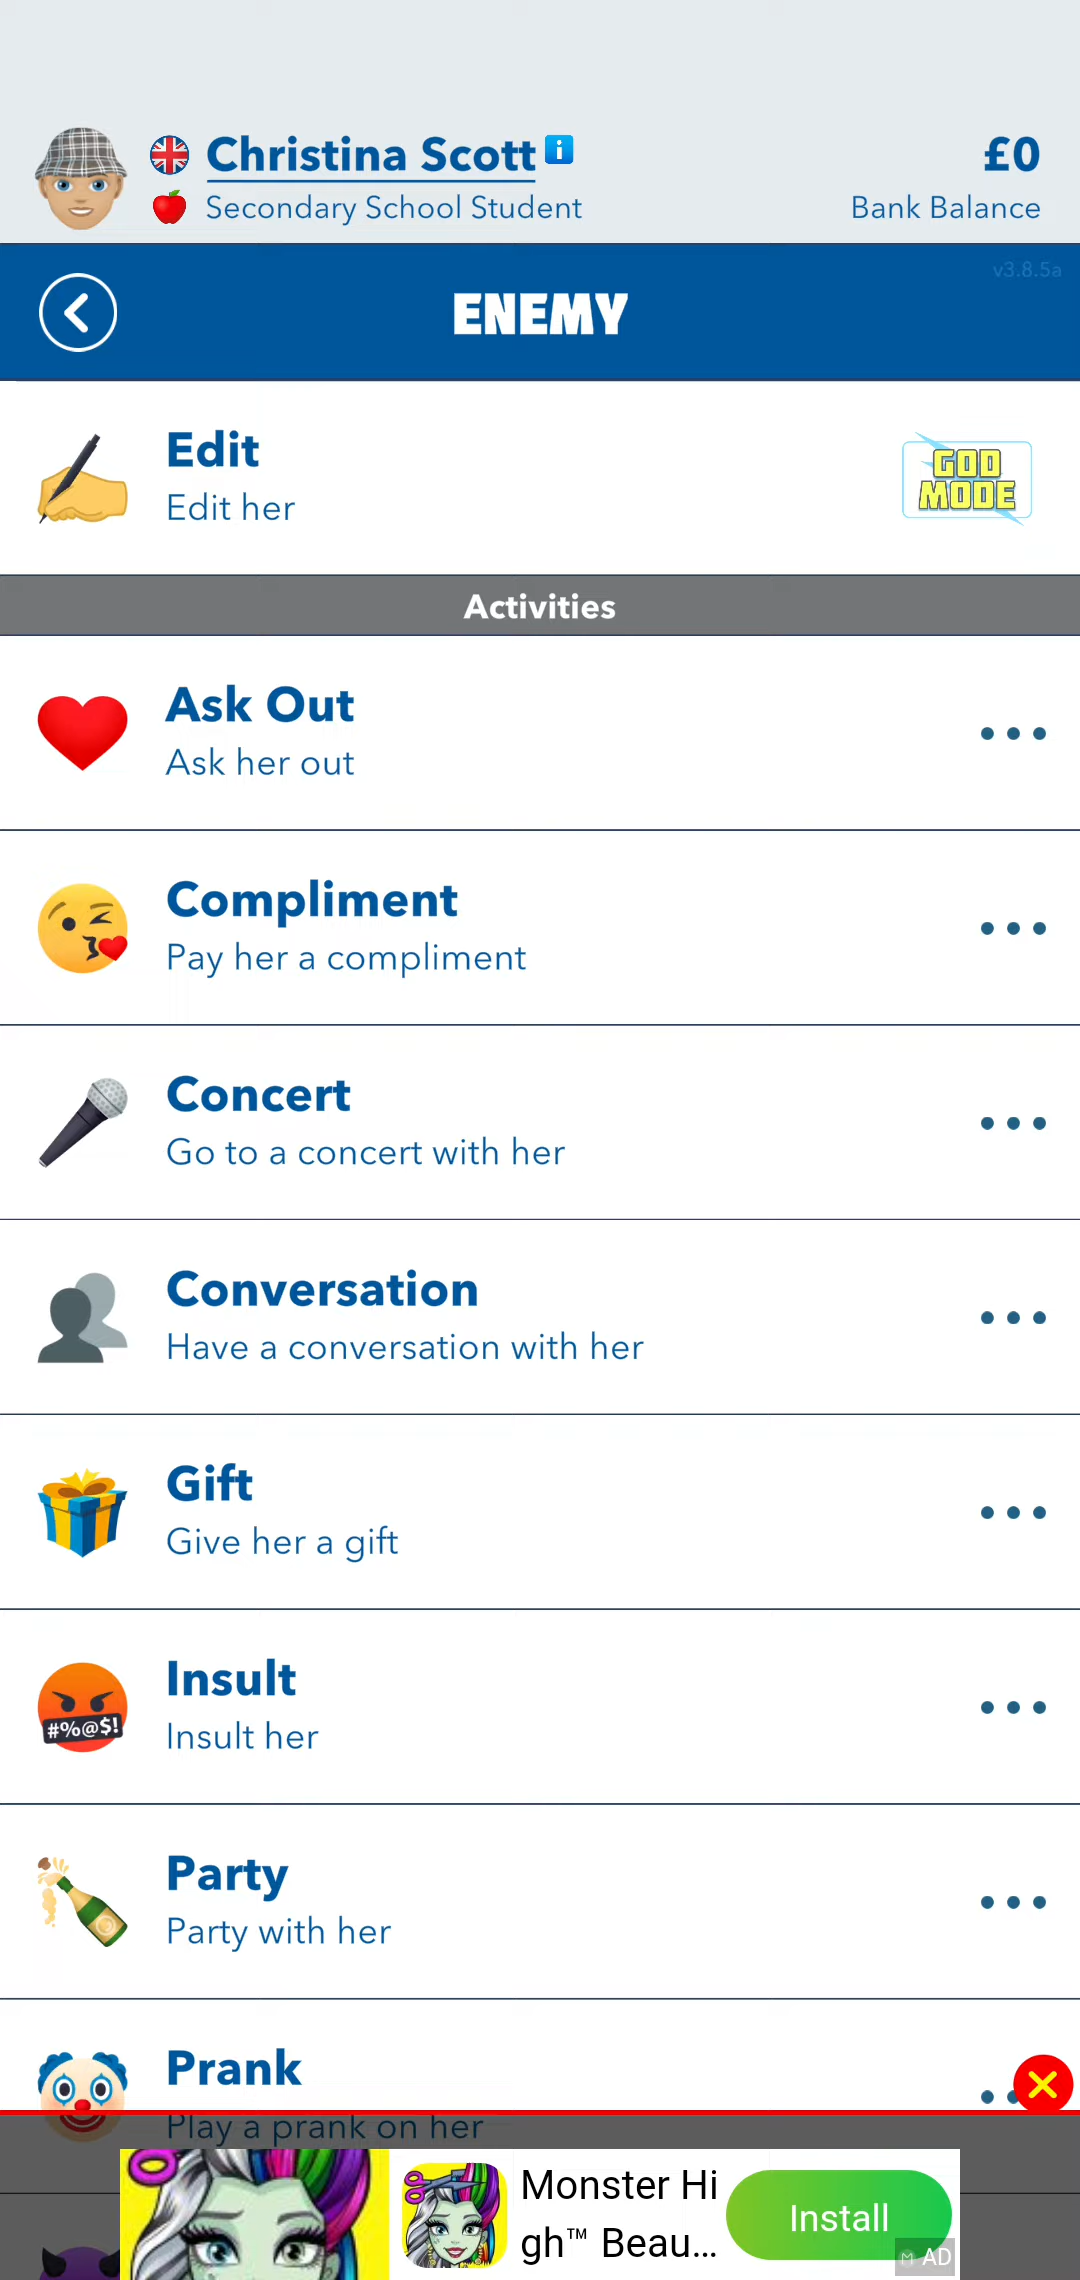 Christina Scott
£0
Secondary School Student
Bank Balance
v3.8.5a
ENEMY
Edit
Edit her
GOD
MODE
Activities
Ask Out
Ask her out
Compliment
Pay her a compliment
Concert
Go to a concert with her
Conversation
Have a conversation with her
Gift
Give her a gift
#%@$!
Insult
Insult her
Party
Party with her
Prank
Play a prank on her
Monster Hi
gh™ Beau...
Install
AD